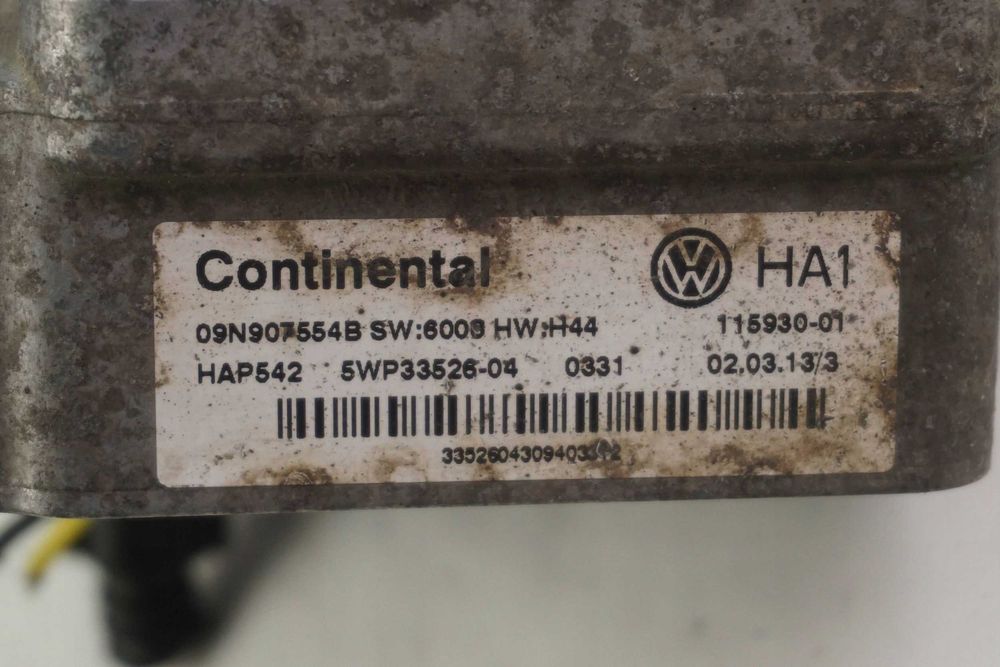 Continental HA1
09N907554B SW:6003 HW:H44 115930-01
HAP542 5WP33526-04 0331 02.03.13/3